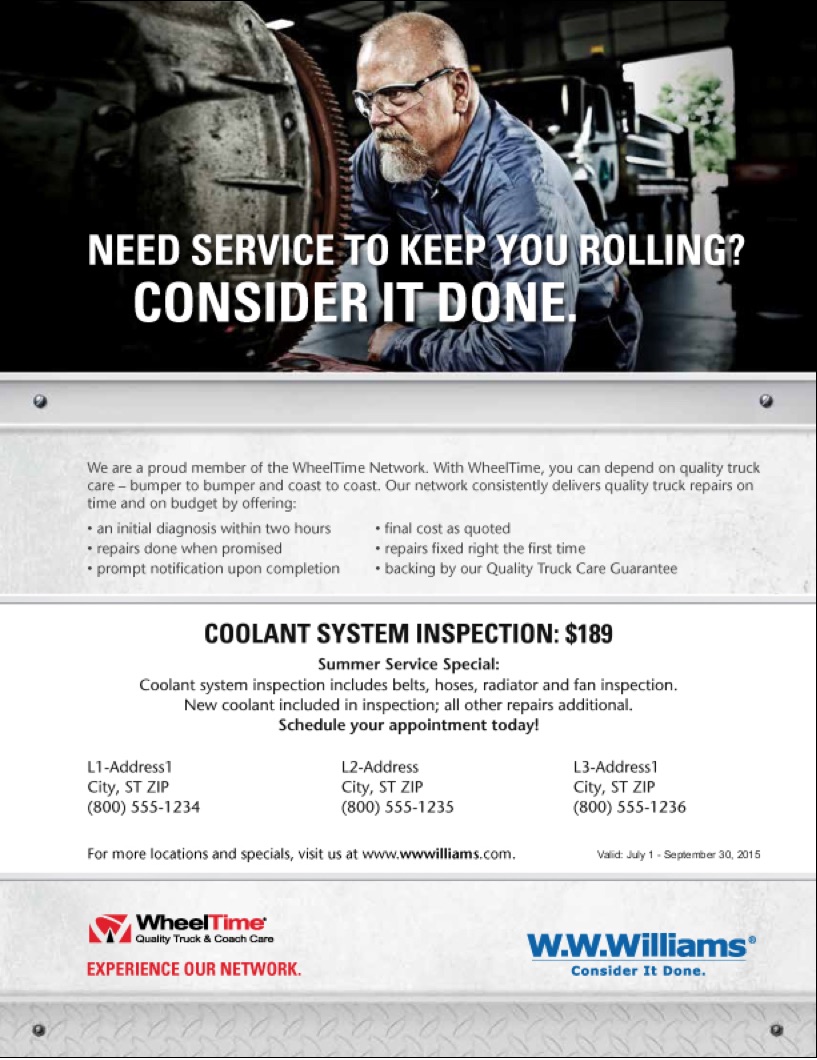 NEED SERVICE TO KEEP YOU ROLLING?
CONSIDER IT DONE.
We are a proud member of the WheelTime Network. With WheelTime, you can depend on quality truck
care – bumper to bumper and coast to coast. Our network consistently delivers quality truck repairs on
time and on budget by offering:
• an initial diagnosis within two hours
• repairs done when promised
• prompt notification upon completion
• final cost as quoted
• repairs fixed right the first time
• backing by our Quality Truck Care Guarantee
COOLANT SYSTEM INSPECTION: $189
Summer Service Special:
Coolant system inspection includes belts, hoses, radiator and fan inspection.
New coolant included in inspection; all other repairs additional.
Schedule your appointment today!
L1-Address1
City, ST ZIP
(800) 555-1234
L2-Address
City, ST ZIP
(800) 555-1235
L3-Address1
City, ST ZIP
(800) 555-1236
For more locations and specials, visit us at www.wwwilliams.com.
Valid: July 1 - September 30, 2015
WheelTime®
Quality Truck & Coach Care
EXPERIENCE OUR NETWORK.
W.W.Williams®
Consider It Done.